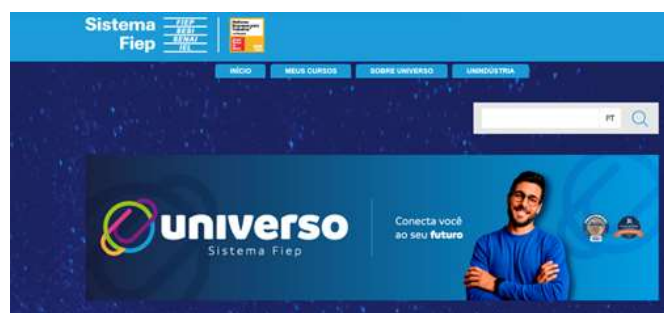 Sistema
Fiep
FIEP
SESI
SENAI
IEL
INÍCIO
MEUS CURSOS
SOBRE UNIVERSO
UNINDÚSTRIA
PT
universo
Sistema Fiep
Conecta você
ao seu futuro